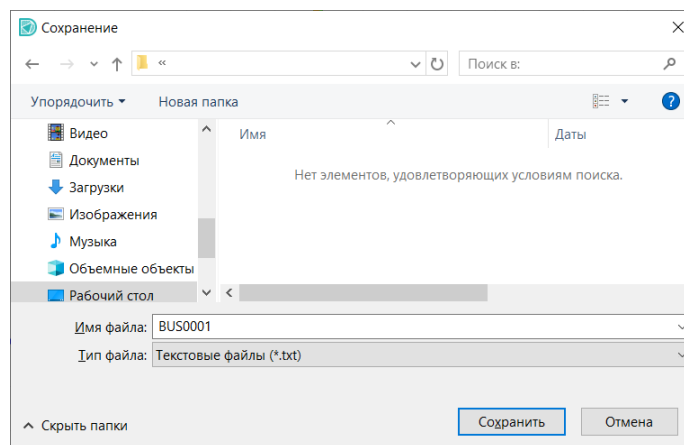 Сохранение
«
Поиск в:
Упорядочить Новая папка
Видео
Документы
Загрузки
Изображения
Музыка
Объемные объекты
Рабочий стол
Имя Даты
Нет элементов, удовлетворяющих условиям поиска.
Имя файла: BUS0001
Тип файла: Текстовые файлы (*.txt)
Скрыть папки Сохранить Отмена